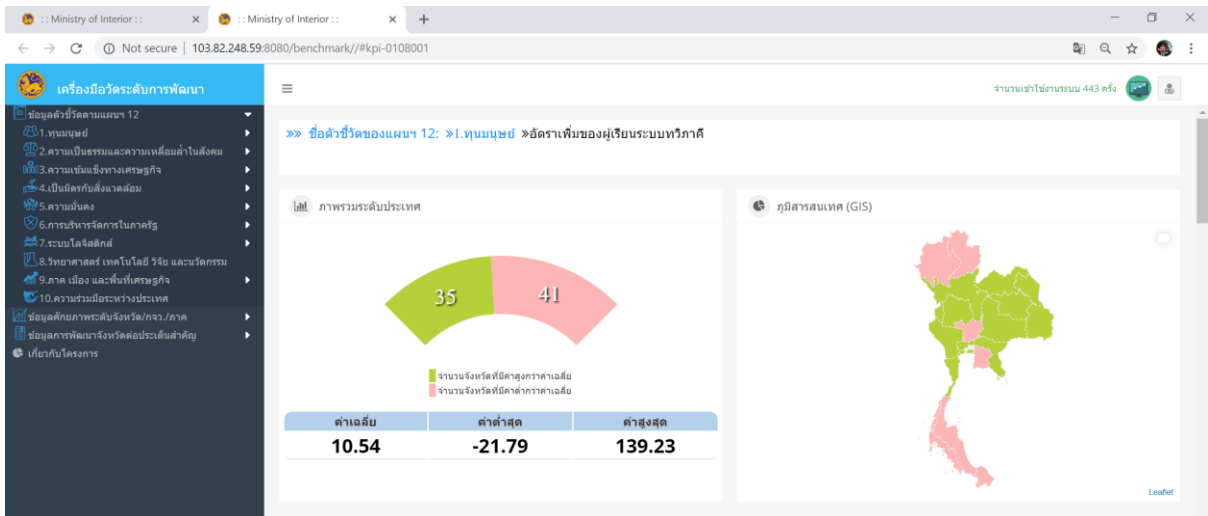 : : Ministry of Interior : :
: : Ministry of Interior : :
Not secure | 103.82.248.59:8080/benchmark//#kpi-0108001
เครื่องมือวัดระดับการพัฒนา
จำนวนเข้าใช้งานระบบ 443 ครั้ง
ข้อมูลตัวชี้วัดตามแผนฯ 12
1.ทุนมนุษย์
2.ความเป็นธรรมและความเหลื่อมล้ำในสังคม
3.ความเข้มแข็งทางเศรษฐกิจ
4.เป็นมิตรกับสิ่งแวดล้อม
5.ความมั่นคง
6.การบริหารจัดการในภาครัฐ
7.ระบบโลจิสติกส์
8.วิทยาศาสตร์ เทคโนโลยี วิจัย และนวัตกรรม
9.ภาค เมือง และพื้นที่เศรษฐกิจ
10.ความร่วมมือระหว่างประเทศ
ข้อมูลศักยภาพระดับจังหวัด/กจว./ภาค
ข้อมูลการพัฒนาจังหวัดต่อประเด็นสำคัญ
เกี่ยวกับโครงการ
»» ชื่อตัวชี้วัดของแผนฯ 12: »1.ทุนมนุษย์ »อัตราเพิ่มของผู้เรียนระบบทวิภาคี
ภาพรวมระดับประเทศ
35 41
จำนวนจังหวัดที่มีค่าสูงกว่าค่าเฉลี่ย
จำนวนจังหวัดที่มีค่าต่ำกว่าค่าเฉลี่ย
ค่าเฉลี่ย ค่าต่ำสุด ค่าสูงสุด
10.54 -21.79 139.23
ภูมิสารสนเทศ (GIS)
Leaflet